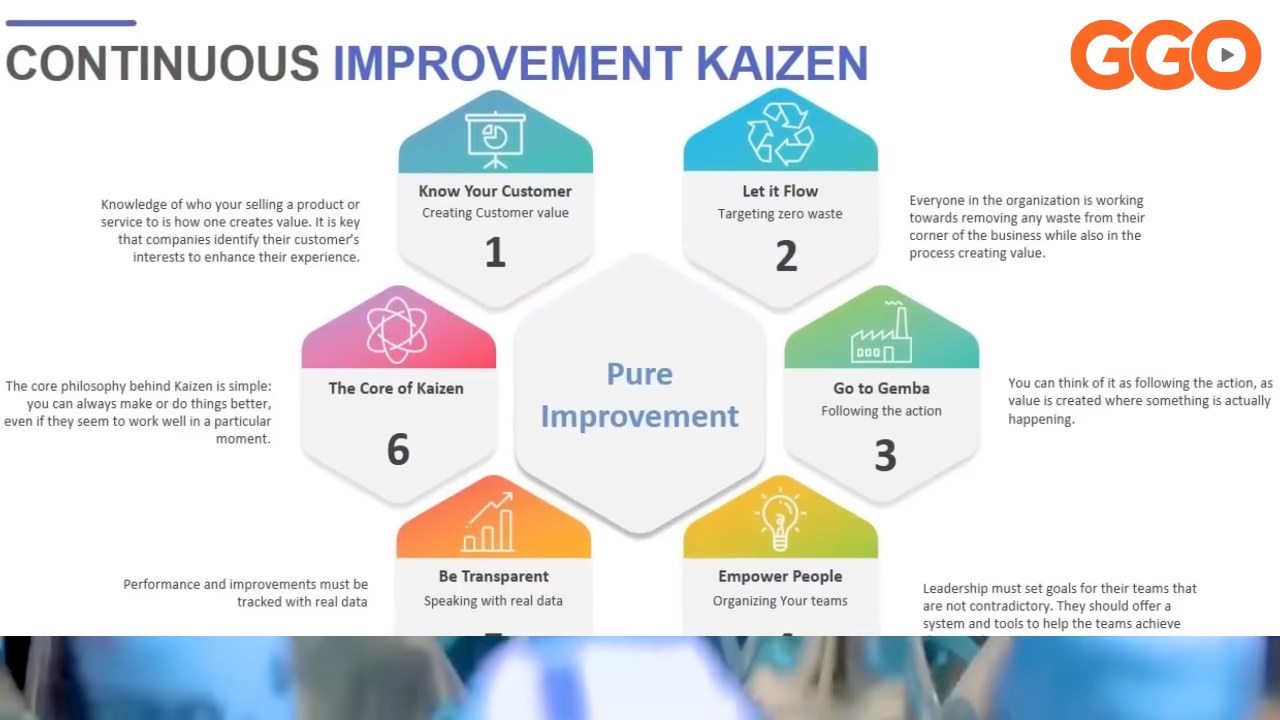 CONTINUOUS IMPROVEMENT KAIZEN
GGO
Know Your Customer
Creating Customer value
1
Knowledge of who your selling a product or
service to is how one creates value. It is key
that companies identify their customer's
interests to enhance their experience.
Let it Flow
Targeting zero waste
2
Everyone in the organization is working
towards removing any waste from their
corner of the business while also in the
process creating value.
Pure
Improvement
The Core of Kaizen
6
The core philosophy behind Kaizen is simple:
you can always make or do things better,
even if they seem to work well in a particular
moment.
Go to Gemba
Following the action
3
You can think of it as following the action, as
value is created where something is actually
happening.
Be Transparent
Speaking with real data
Performance and improvements must be
tracked with real data
Empower People
Organizing Your teams
Leadership must set goals for their teams that
are not contradictory. They should offer a
system and tools to help the teams achieve